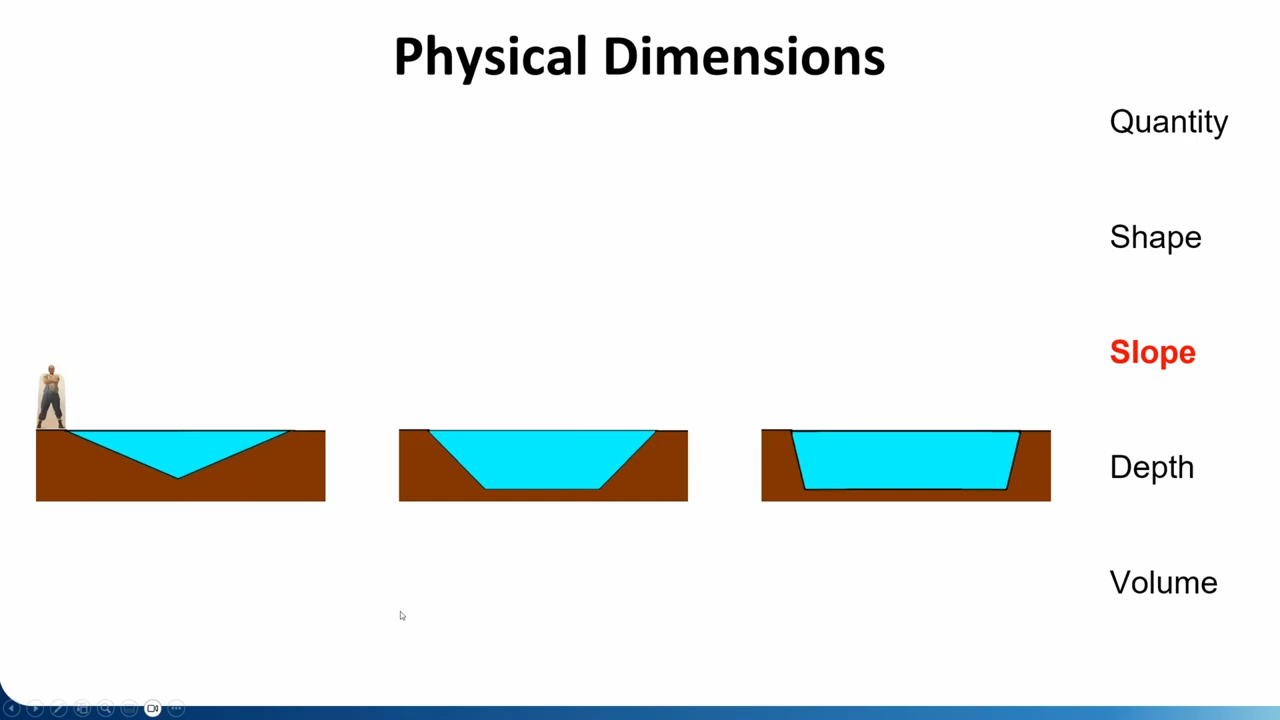 Physical Dimensions
Quantity
Shape
Slope
Depth
Volume